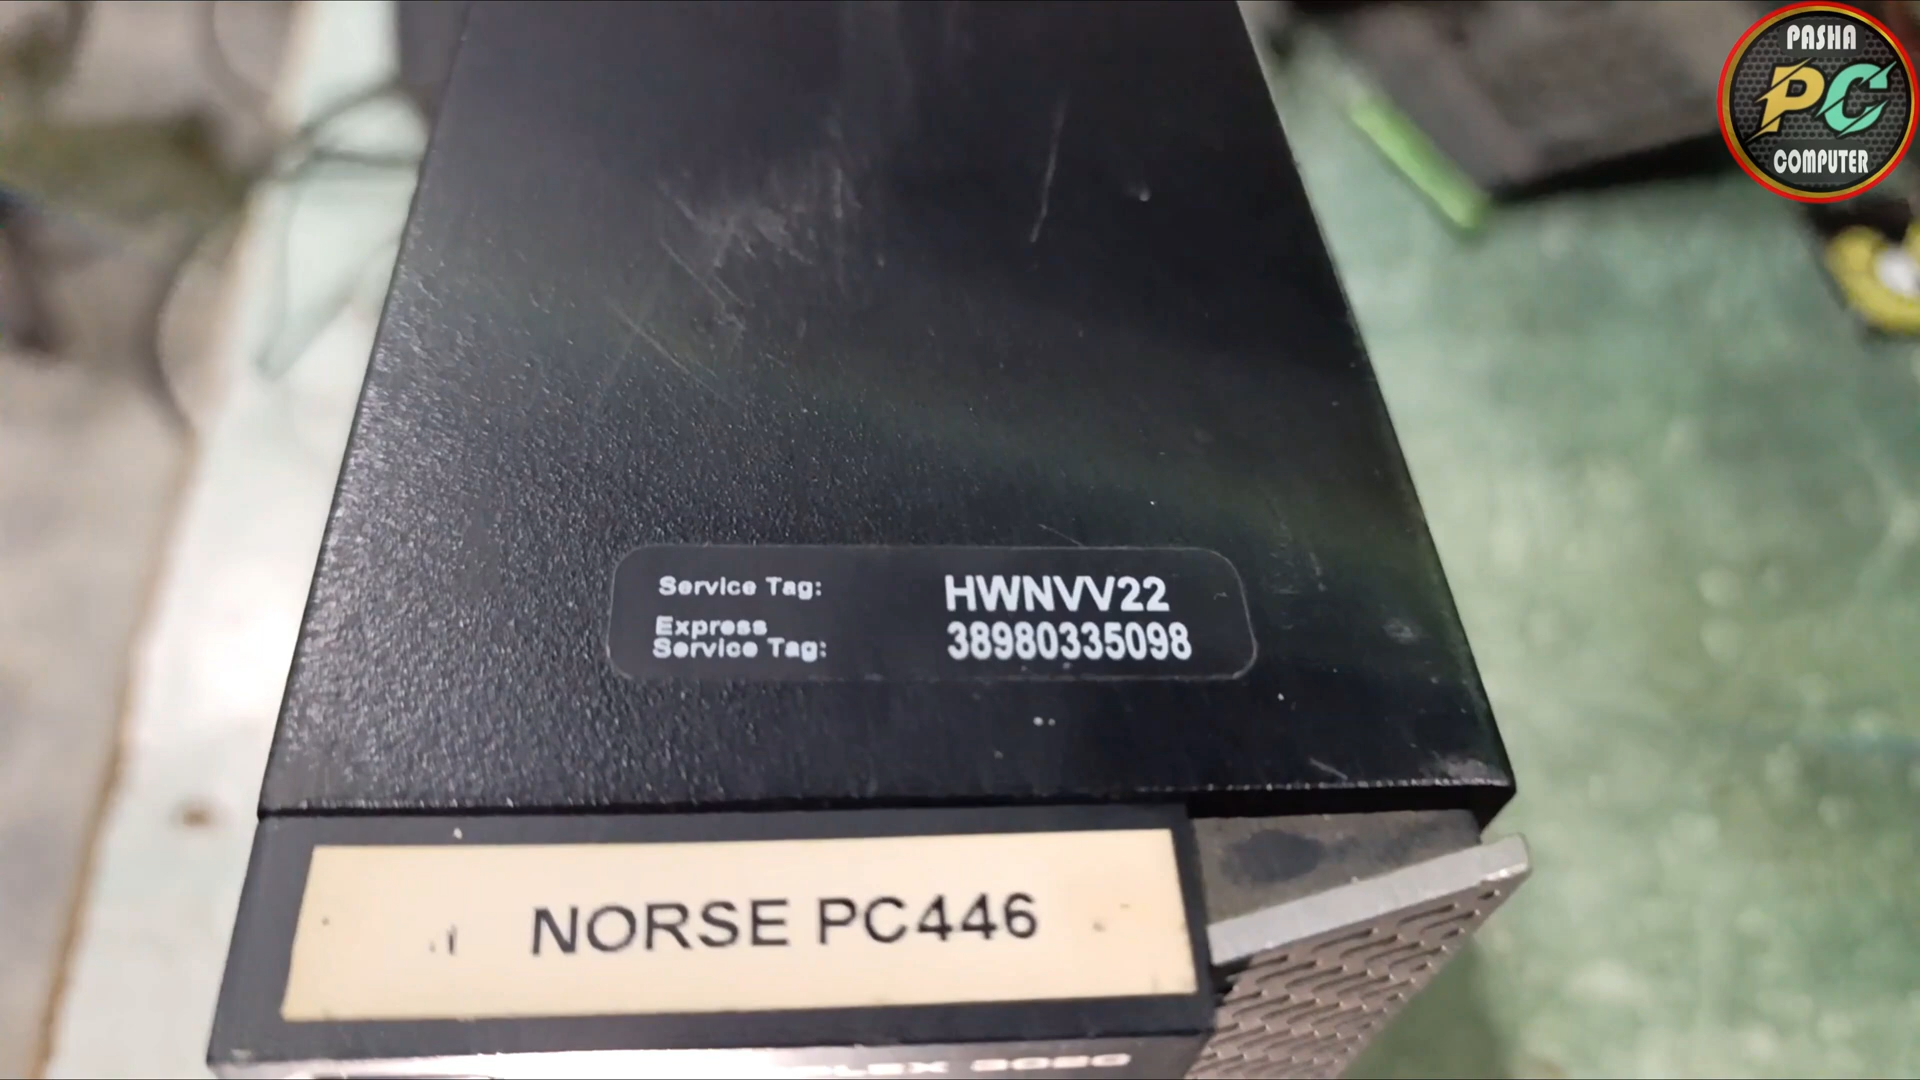 PASHA
PC
COMPUTER
Service Tag: HWNVV22
Express
Service Tag: 38980335098
NORSE PC446